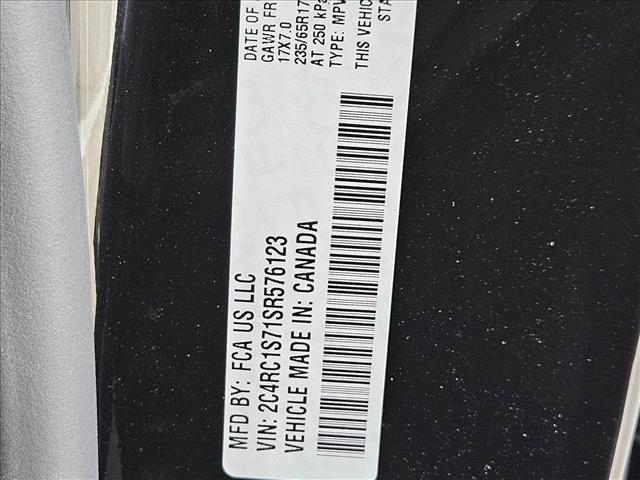 MFD BY: FCA US LLC
VIN: 2C4RC1S71SR576123
VEHICLE MADE IN: CANADA
DATE OF
GAWR FR
17X7.0
235/65R17
AT 250 kPa
TYPE: MPV
THIS VEHIC
STA